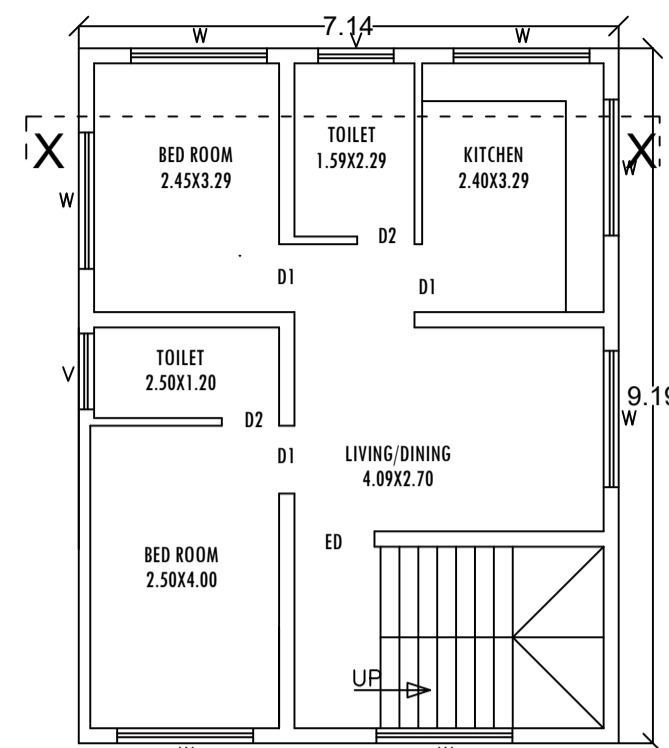 7.14
W
V
W
X
X
BED ROOM
2.45X3.29
TOILET
1.59X2.29
KITCHEN
2.40X3.29
W
W
D2
D1
D1
TOILET
2.50X1.20
V
9.19
W
D2
D1
LIVING/DINING
4.09X2.70
ED
BED ROOM
2.50X4.00
UP
W
W